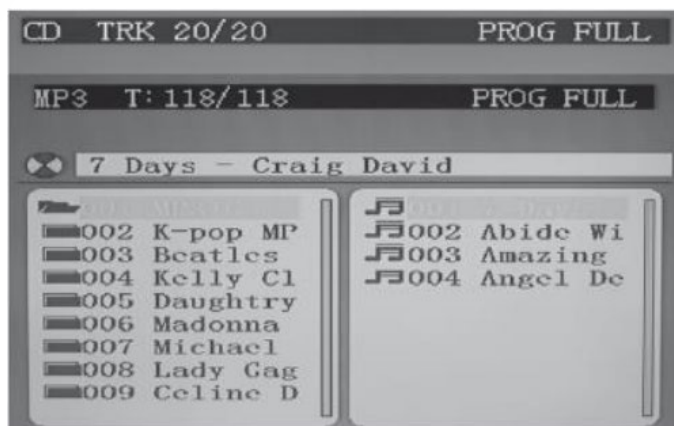 CD TRK 20/20 PROG FULL
MP3 T:118/118 PROG FULL
7 Days - Craig David
002 K-pop MP
003 Beatles
004 Kelly Cl
005 Daughtry
006 Madonna
007 Michael
008 Lady Gag
009 Celine D
002 Abide Wi
003 Amazing
004 Angel De